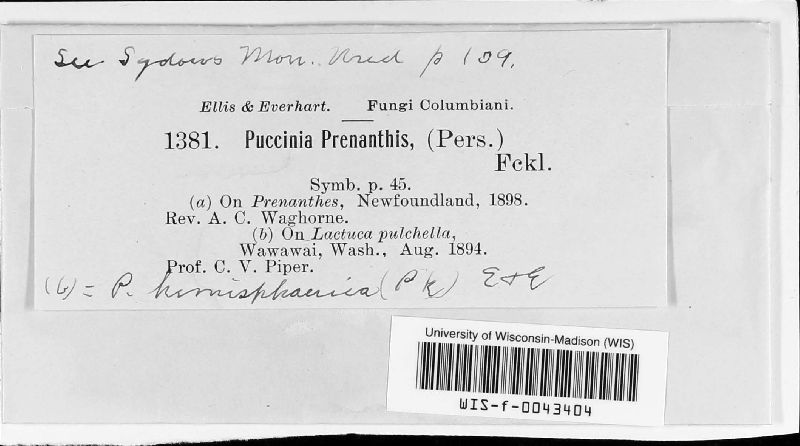 See Sydows Mon. Ured p 109.
Ellis & Everhart. Fungi Columbiani.
1381. Puccinia Prenanthis, (Pers.)
Fckl.
Symb. p. 45.
(a) On Prenanthes, Newfoundland, 1898.
Rev. A. C. Waghorne.
(b) On Lactuca pulchella,
Wawawai, Wash., Aug. 1894.
Prof. C. V. Piper.
(b) = P. hemisphaerica (Pk) E & E
University of Wisconsin-Madison (WIS)
WIS-f-0043404